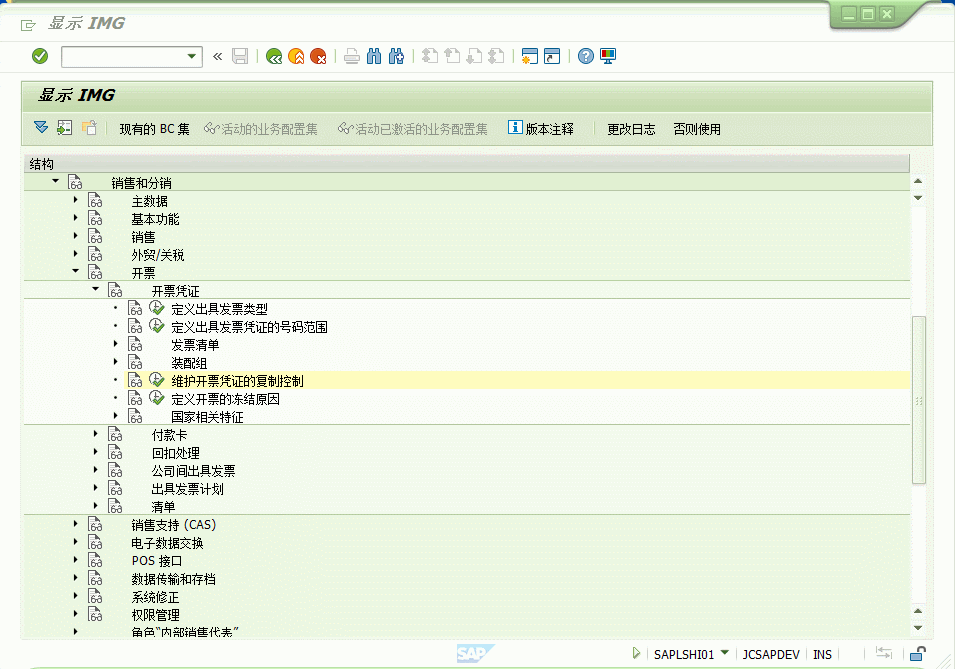 显示 IMG
显示 IMG
现有的 BC 集 活动的业务配置集 活动已激活的业务配置集 版本注释 更改日志 否则使用
结构
销售和分销
主数据
基本功能
销售
外贸/关税
开票
开票凭证
定义出具发票类型
定义出具发票凭证的号码范围
发票清单
装配组
维护开票凭证的复制控制
定义开票的冻结原因
国家相关特征
付款卡
回扣处理
公司间出具发票
出具发票计划
清单
销售支持 (CAS)
电子数据交换
POS 接口
数据传输和存档
系统修正
权限管理
角色"内部销售代表"
SAP SAPLSHI01 JCSAPDEV INS